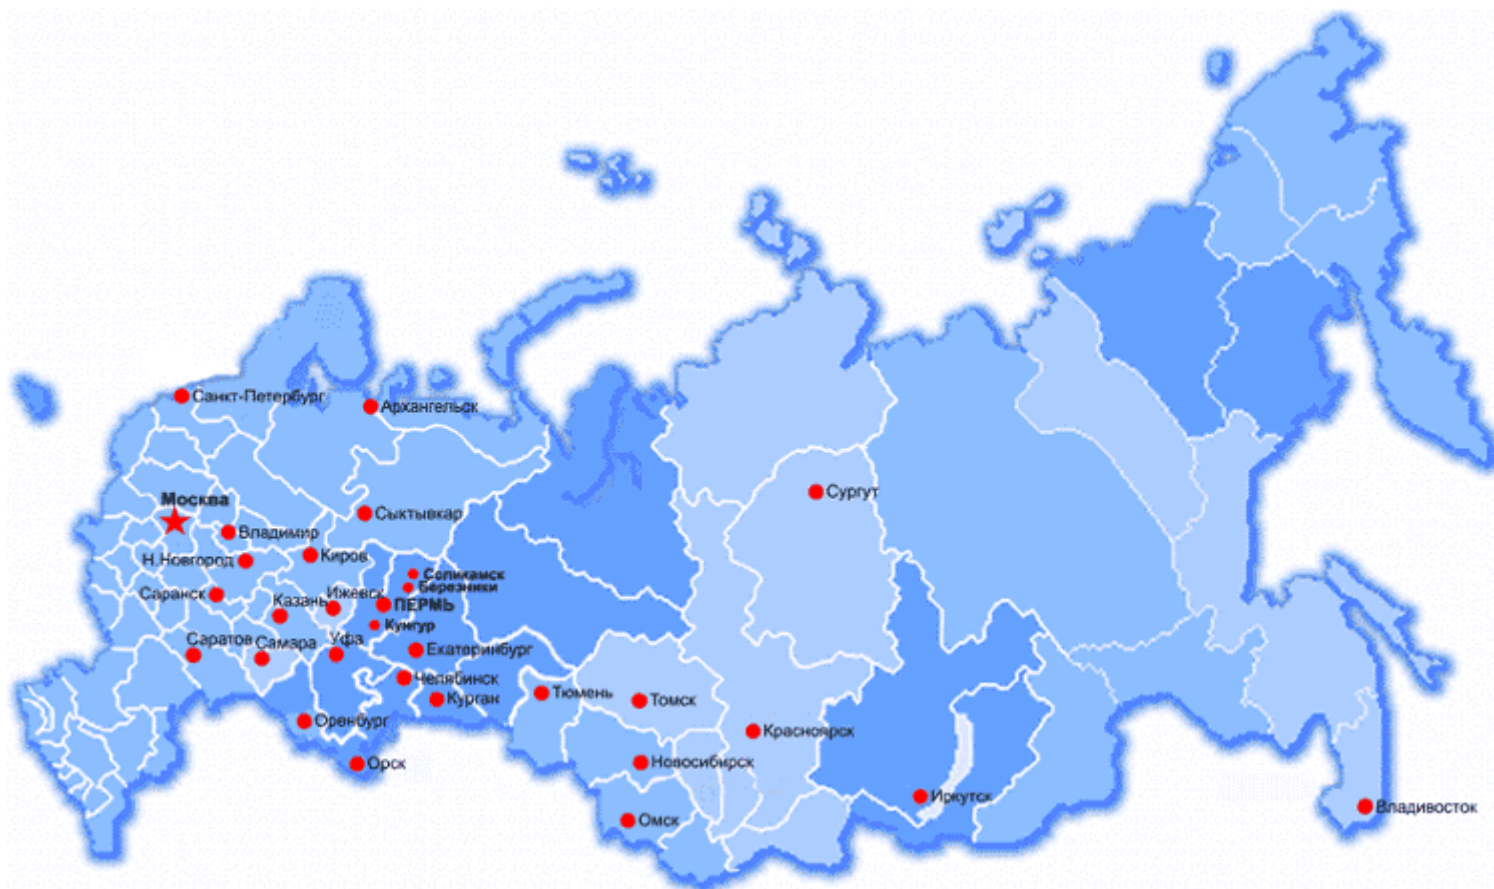 Санкт-Петербург
Архангельск
Сургут
Москва
Сыктывкар
Владимир
Киров
Н.Новгород
Соликамск
Березники
Саранск
Казань
Ижевск
ПЕРМЬ
Кунгур
Саратов
Самара
Уфа
Екатеринбург
Челябинск
Курган
Тюмень
Томск
Оренбург
Красноярск
Орск
Новосибирск
Иркутск
Владивосток
Омск